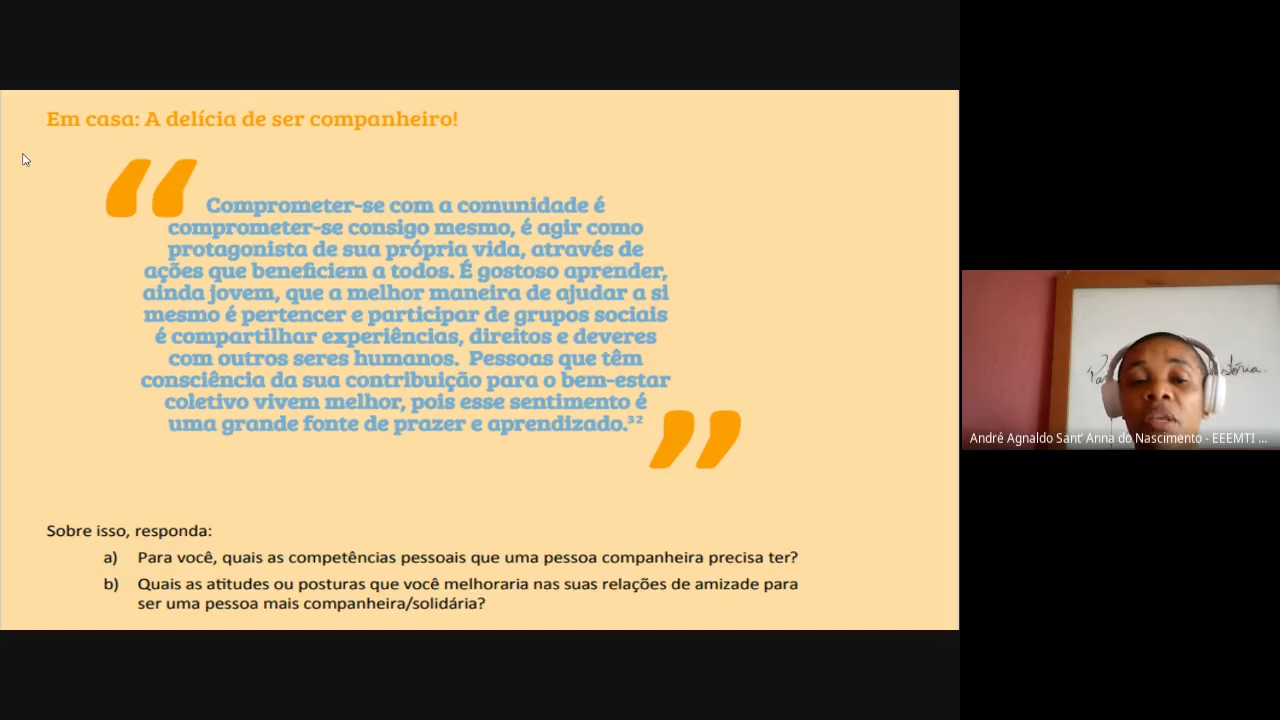 Em casa: A delícia de ser companheiro!
“ Comprometer-se com a comunidade é
comprometer-se consigo mesmo, é agir como
protagonista de sua própria vida, através de
ações que beneficiem a todos. É gostoso aprender,
ainda jovem, que a melhor maneira de ajudar a si
mesmo é pertencer e participar de grupos sociais
é compartilhar experiências, direitos e deveres
com outros seres humanos. Pessoas que têm
consciência da sua contribuição para o bem-estar
coletivo vivem melhor, pois esse sentimento é
uma grande fonte de prazer e aprendizado.³² ”
Sobre isso, responda:
a) Para você, quais as competências pessoais que uma pessoa companheira precisa ter?
b) Quais as atitudes ou posturas que você melhoraria nas suas relações de amizade para
ser uma pessoa mais companheira/solidária?
André Agnaldo Sant' Anna do Nascimento - EEEMTI ...